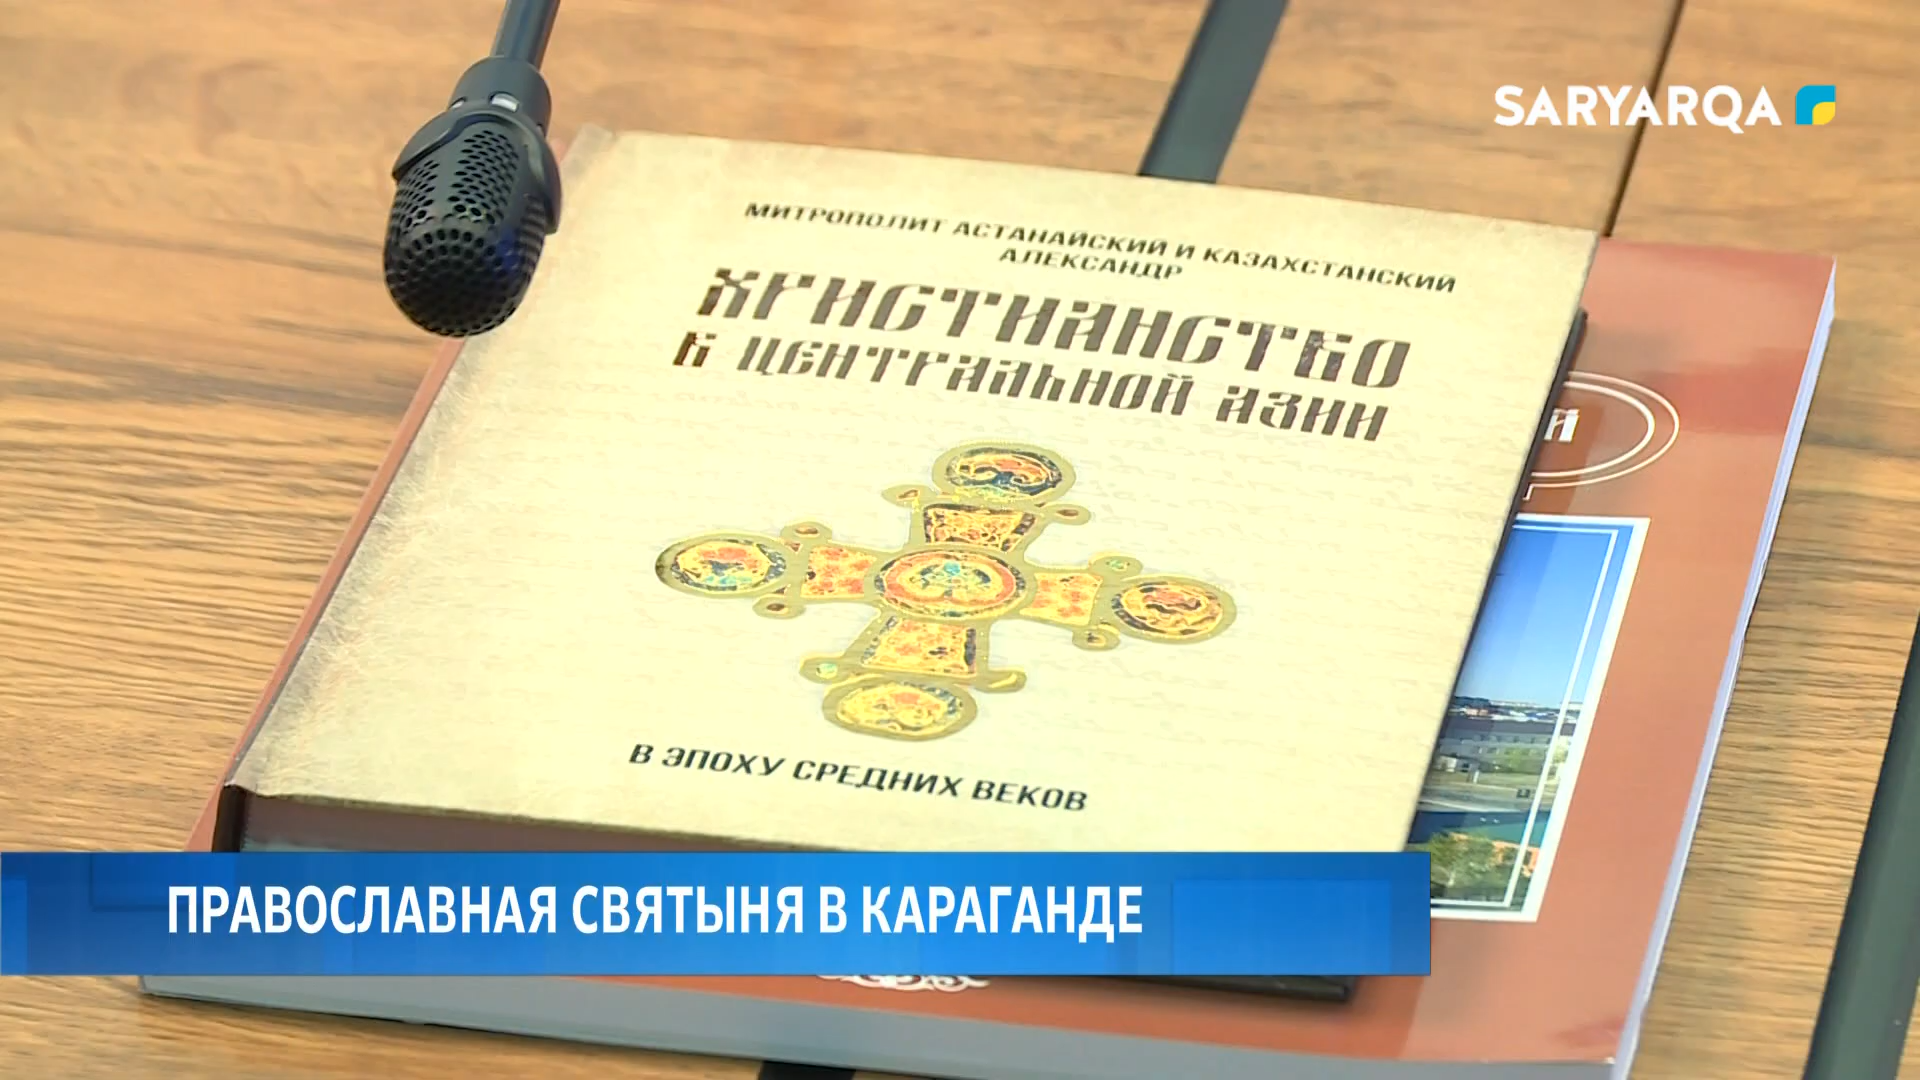 SARYARQA
МИТРОПОЛИТ АСТАНАЙСКИЙ И КАЗАХСТАНСКИЙ
АЛЕКСАНДР
ХРИСТИАНСТВО
В ЦЕНТРАЛЬНОЙ АЗИИ
В ЭПОХУ СРЕДНИХ ВЕКОВ
ПРАВОСЛАВНАЯ СВЯТЫНЯ В КАРАГАНДЕ